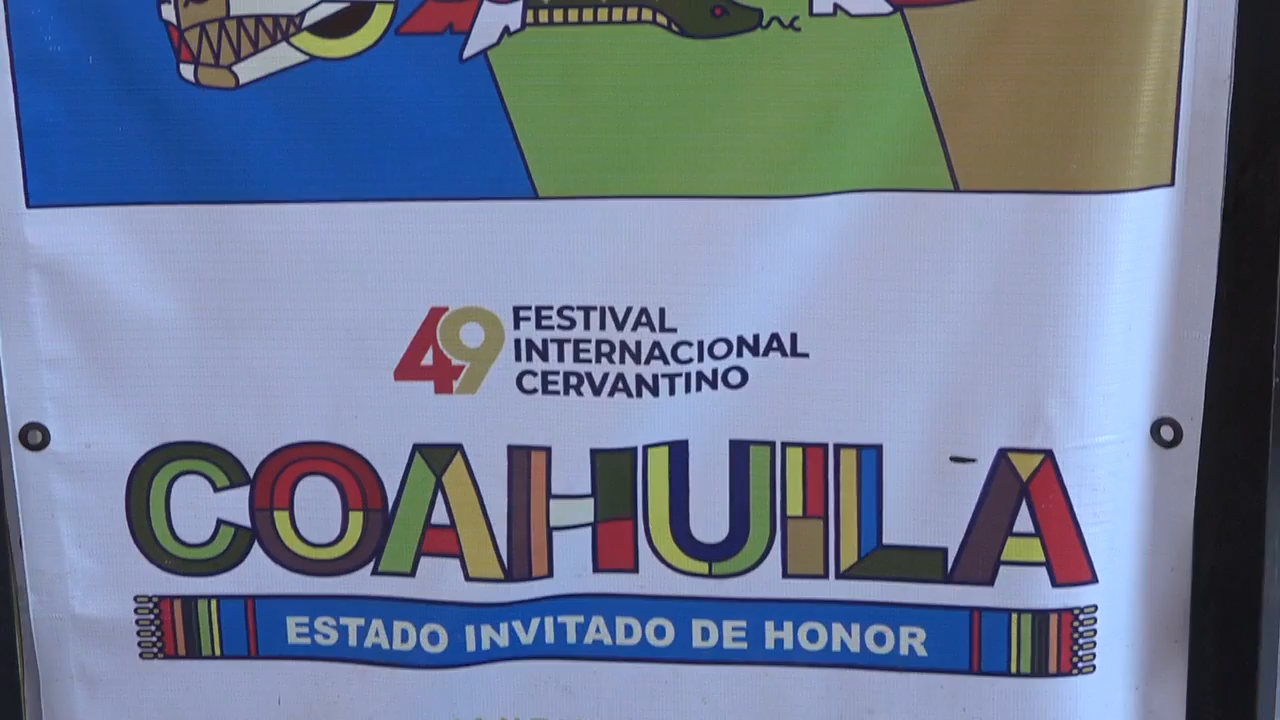 49 FESTIVAL
INTERNACIONAL
CERVANTINO
COAHUILA
ESTADO INVITADO DE HONOR